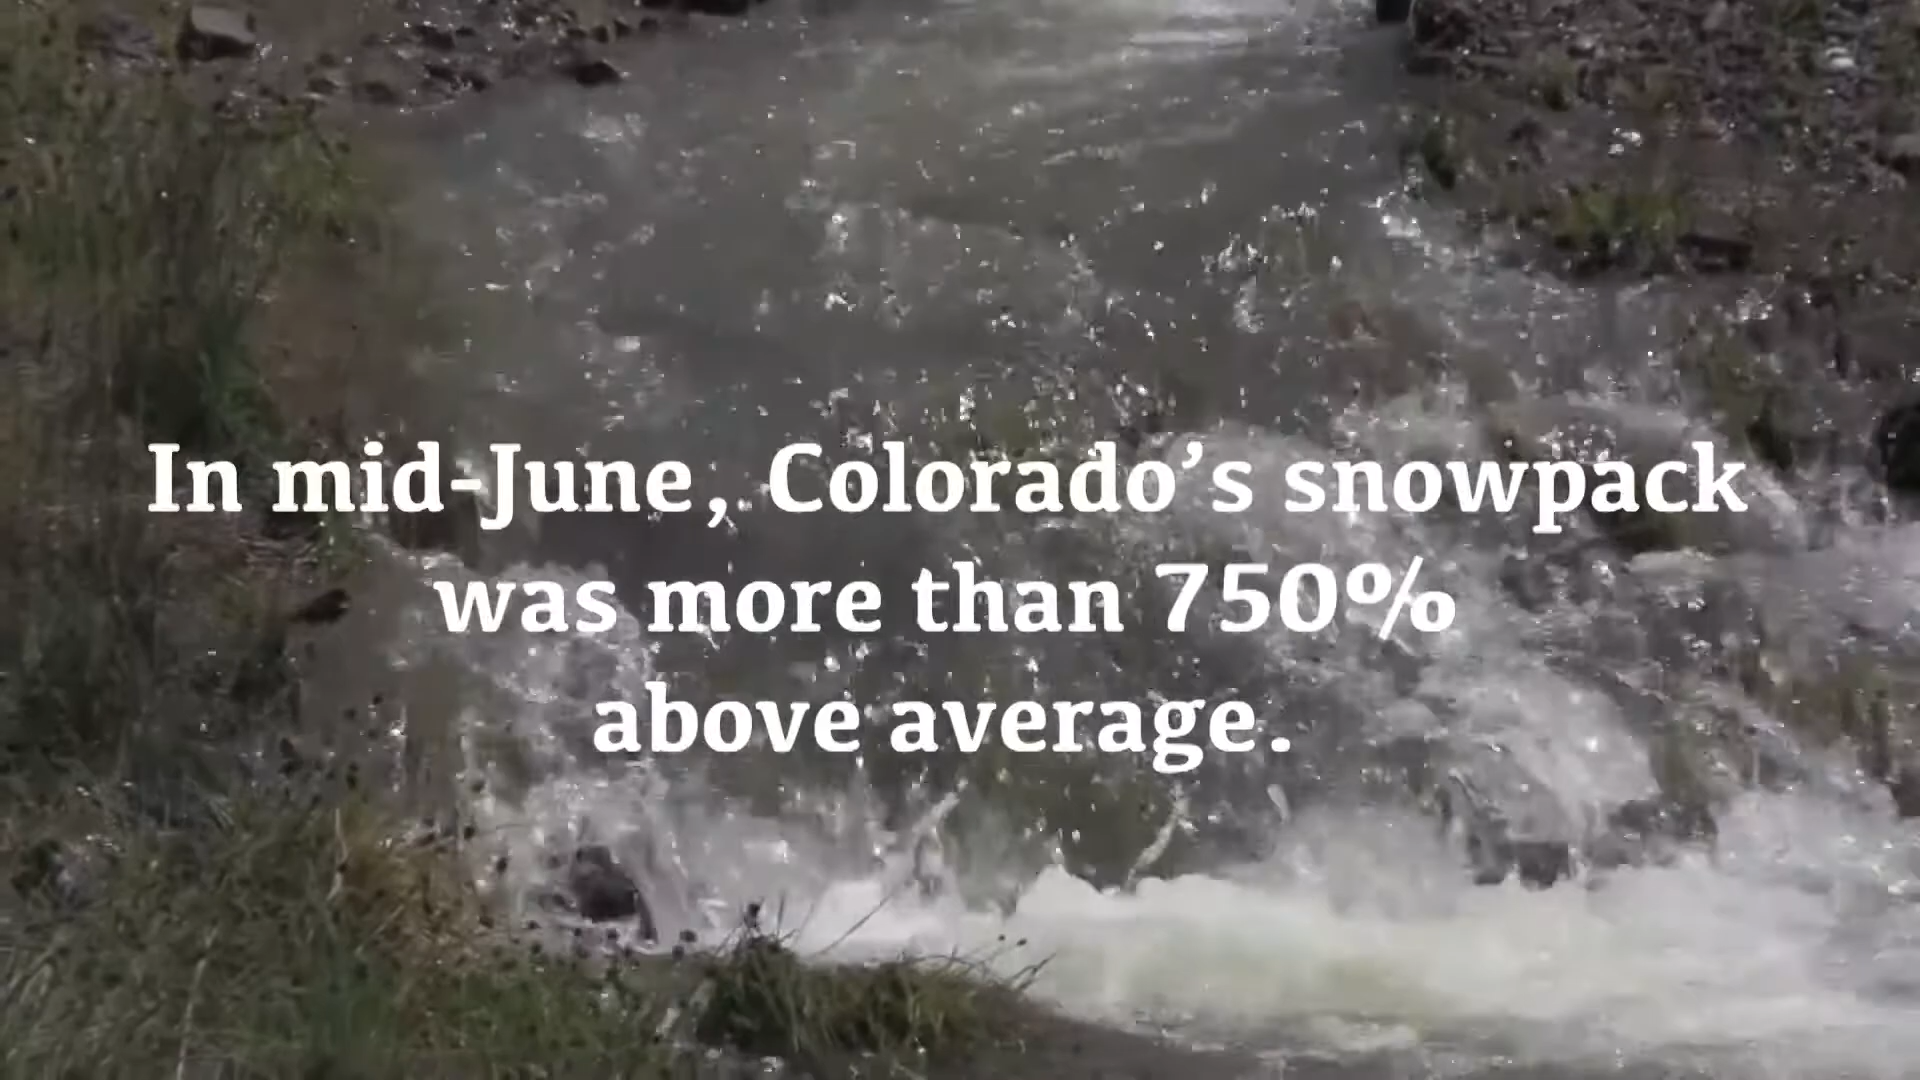 In mid-June, Colorado’s snowpack
was more than 750%
above average.